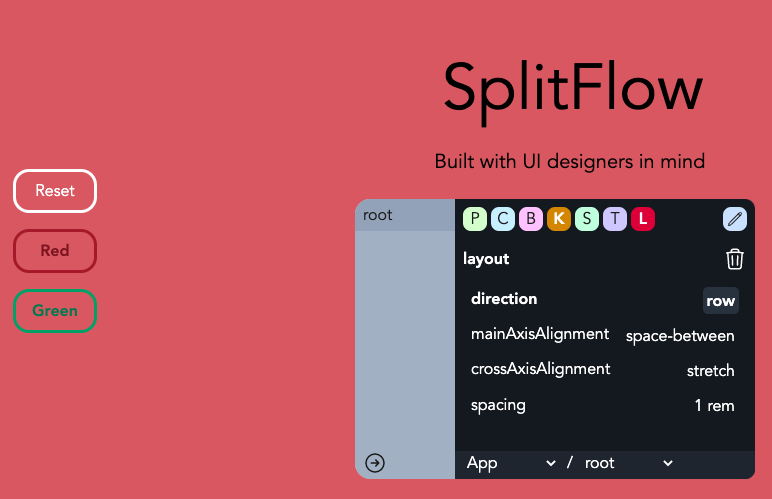 SplitFlow
Built with UI designers in mind
Reset
Red
Green
root
P C B K S T L
layout
direction row
mainAxisAlignment space-between
crossAxisAlignment stretch
spacing 1 rem
App / root